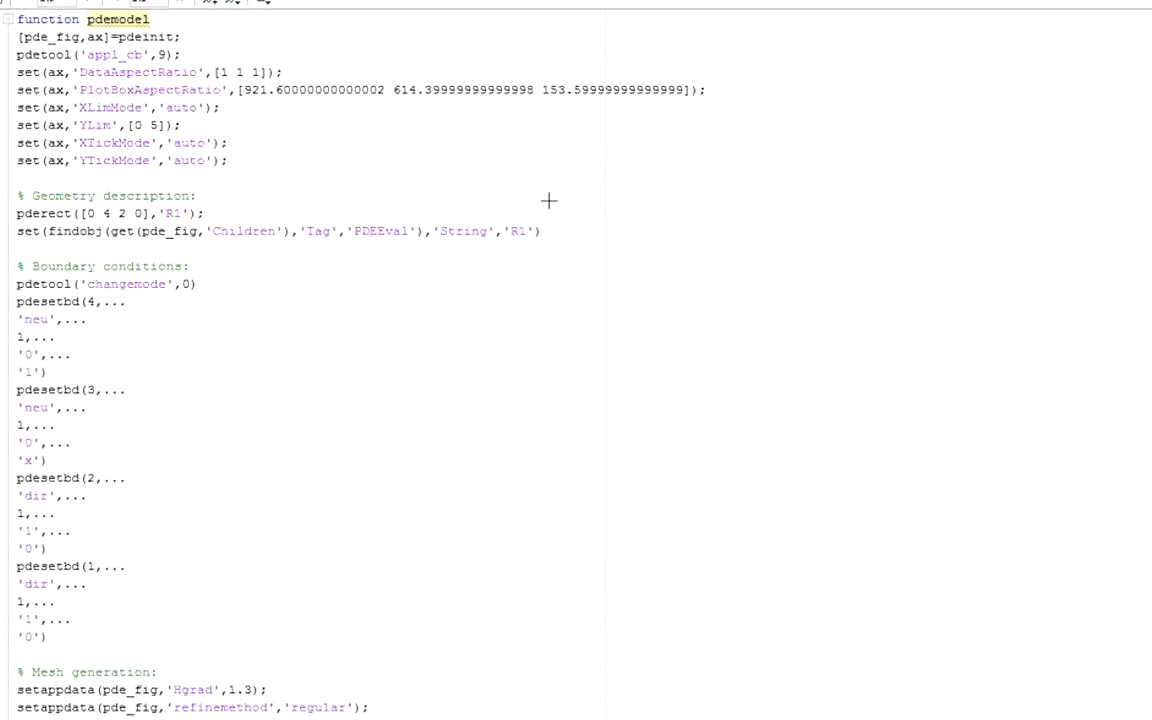 function pdemodel
[pde_fig,ax]=pdeinit;
pdetool('appl_cb',9);
set(ax,'DataAspectRatio',[1 1 1]);
set(ax,'PlotBoxAspectRatio',[921.60000000000002 614.39999999999998 153.59999999999999]);
set(ax,'XLimMode','auto');
set(ax,'YLim',[0 5]);
set(ax,'XTickMode','auto');
set(ax,'YTickMode','auto');
% Geometry description:
pderect([0 4 2 0],'R1');
set(findobj(get(pde_fig,'Children'),'Tag','PDEEval'),'String','R1')
% Boundary conditions:
pdetool('changemode',0)
pdesetbd(4,...
'neu',...
1,...
'0',...
'1')
pdesetbd(3,...
'neu',...
1,...
'0',...
'x')
pdesetbd(2,...
'dir',...
1,...
'1',...
'0')
pdesetbd(1,...
'dir',...
1,...
'1',...
'0')
% Mesh generation:
setappdata(pde_fig,'Hgrad',1.3);
setappdata(pde_fig,'refinemethod','regular');